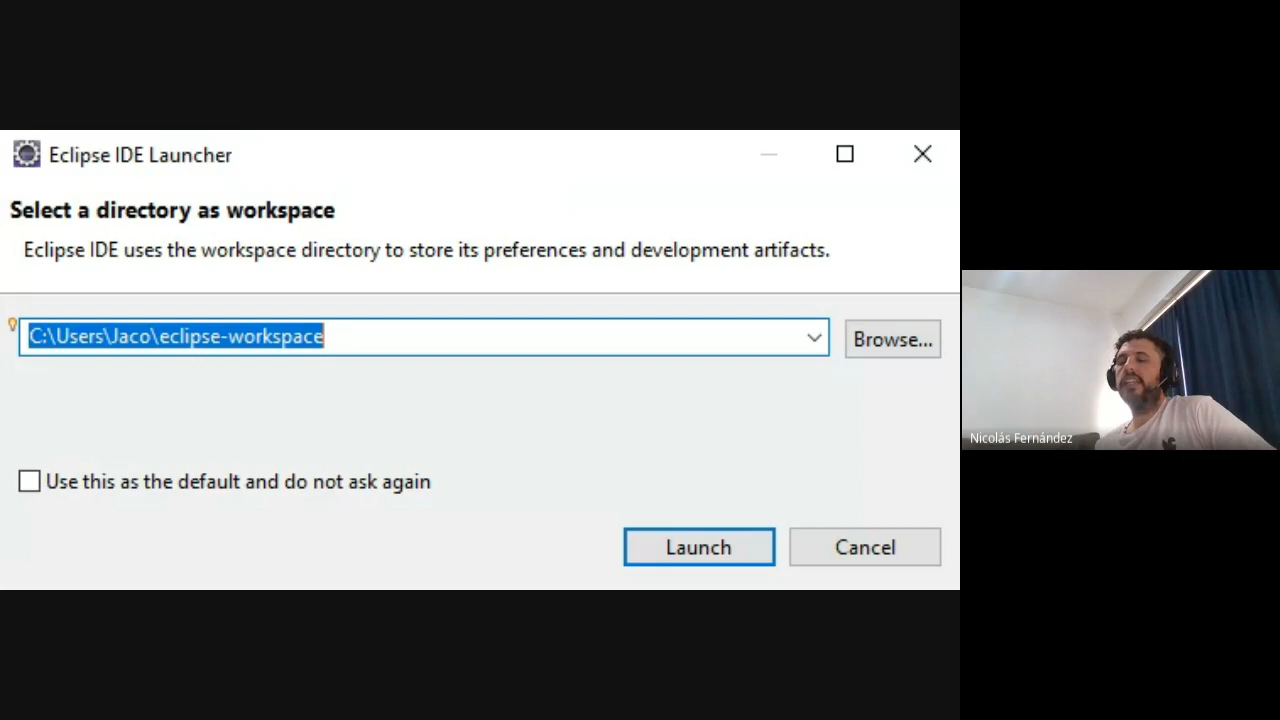 Eclipse IDE Launcher
Select a directory as workspace
Eclipse IDE uses the workspace directory to store its preferences and development artifacts.
C:\Users\Jaco\eclipse-workspace
Browse...
Use this as the default and do not ask again
Launch
Cancel
Nicolás Fernández